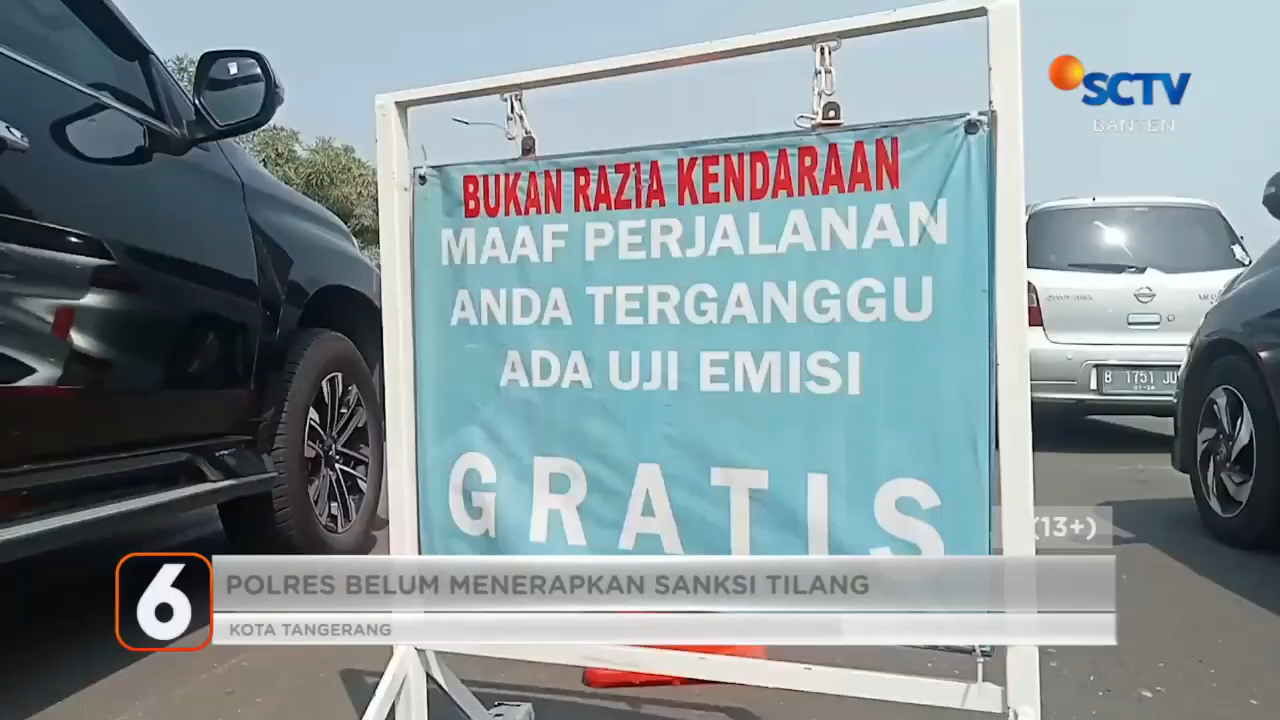 SCTV
BANTEN
BUKAN RAZIA KENDARAAN
MAAF PERJALANAN
ANDA TERGANGGU
ADA UJI EMISI
GRATIS
B 1751 JU
(13+)
6
POLRES BELUM MENERAPKAN SANKSI TILANG
KOTA TANGERANG